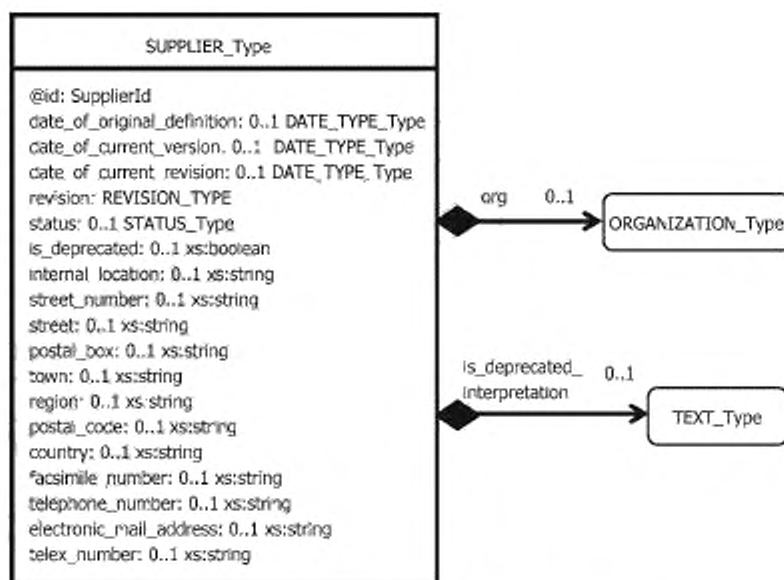 SUPPLIER_Type
@id: SupplierId
date_of_original_definition: 0..1 DATE_TYPE_Type
date_of_current_version. 0..1 DATE_TYPE_Type
date_of_current_revision: 0..1 DATE_TYPE_Type
revision: REVISION_TYPE
status: 0..1 STATUS_Type
is_deprecated: 0..1 xs:boolean
internal_location: 0..1 xs:string
street_number: 0..1 xs:string
street: 0..1 xs:string
postal_box: 0..1 xs:string
town: 0..1 xs:string
region: 0..1 xs:string
postal_code: 0..1 xs:string
country: 0..1 xs:string
facsimile_number: 0..1 xs:string
telephone_number: 0..1 xs:string
electronic_mail_address: 0..1 xs:string
telex_number: 0..1 xs:string
org 0..1
ORGANIZATION_Type
is_deprecated_
interpretation 0..1
TEXT_Type